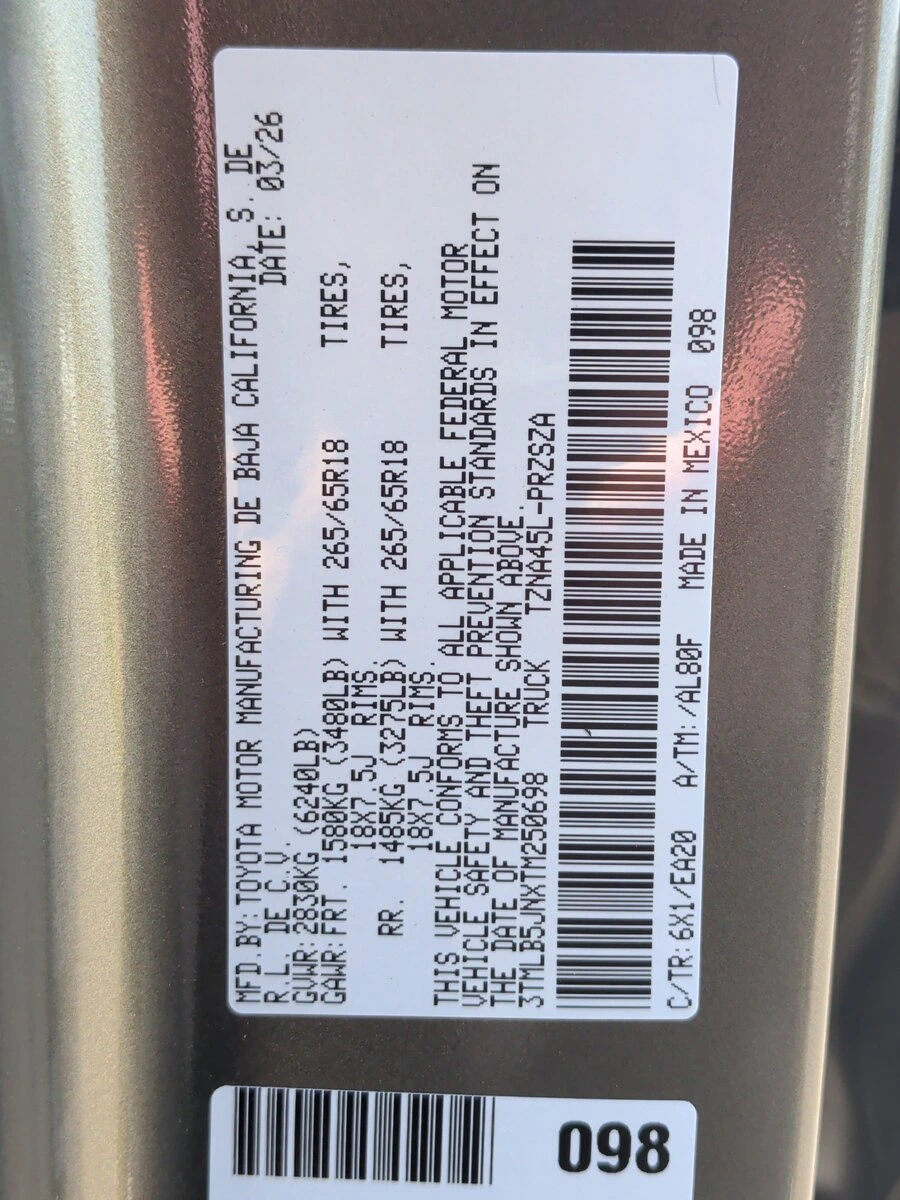 MFD.BY:TOYOTA MOTOR MANUFACTURING DE BAJA CALIFORNIA, S. DE
R.L. DE C.V. DATE: 03/26
GVWR:2830KG (6240LB)
GAWR:FRT. 1580KG (3480LB) WITH 265/65R18 TIRES,
18X7.5J RIMS.
RR. 1485KG (3275LB) WITH 265/65R18 TIRES,
18X7.5J RIMS.
THIS VEHICLE CONFORMS TO ALL APPLICABLE FEDERAL MOTOR
VEHICLE SAFETY AND THEFT PREVENTION STANDARDS IN EFFECT ON
THE DATE OF MANUFACTURE SHOWN ABOVE.
3TMLB5JNXTM250698 TRUCK TZNA45L-PRZSZA
C/TR:6X1/EA20 A/TM:/AL80F MADE IN MEXICO 098
098